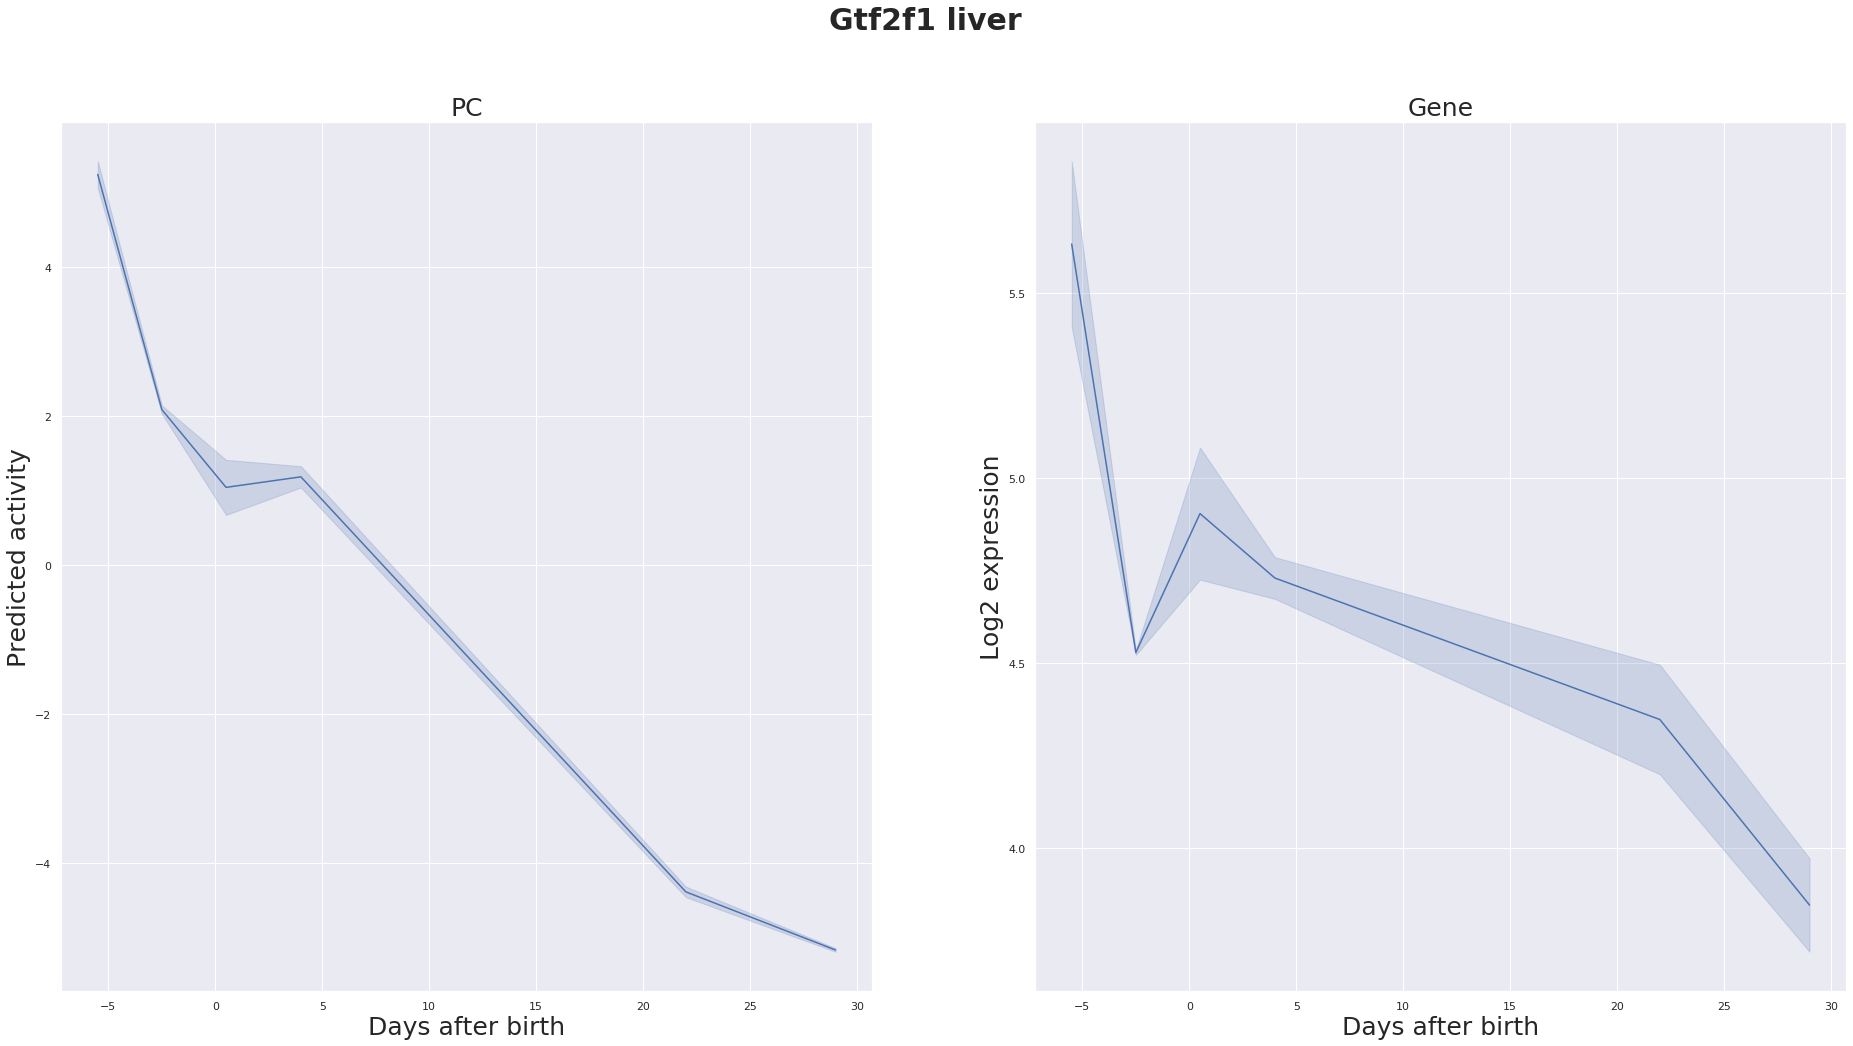 Gtf2f1 liver
PC
Predicted activity
4
2
0
−2
−4
−5 0 5 10 15 20 25 30
Days after birth
Gene
Log2 expression
5.5
5.0
4.5
4.0
−5 0 5 10 15 20 25 30
Days after birth